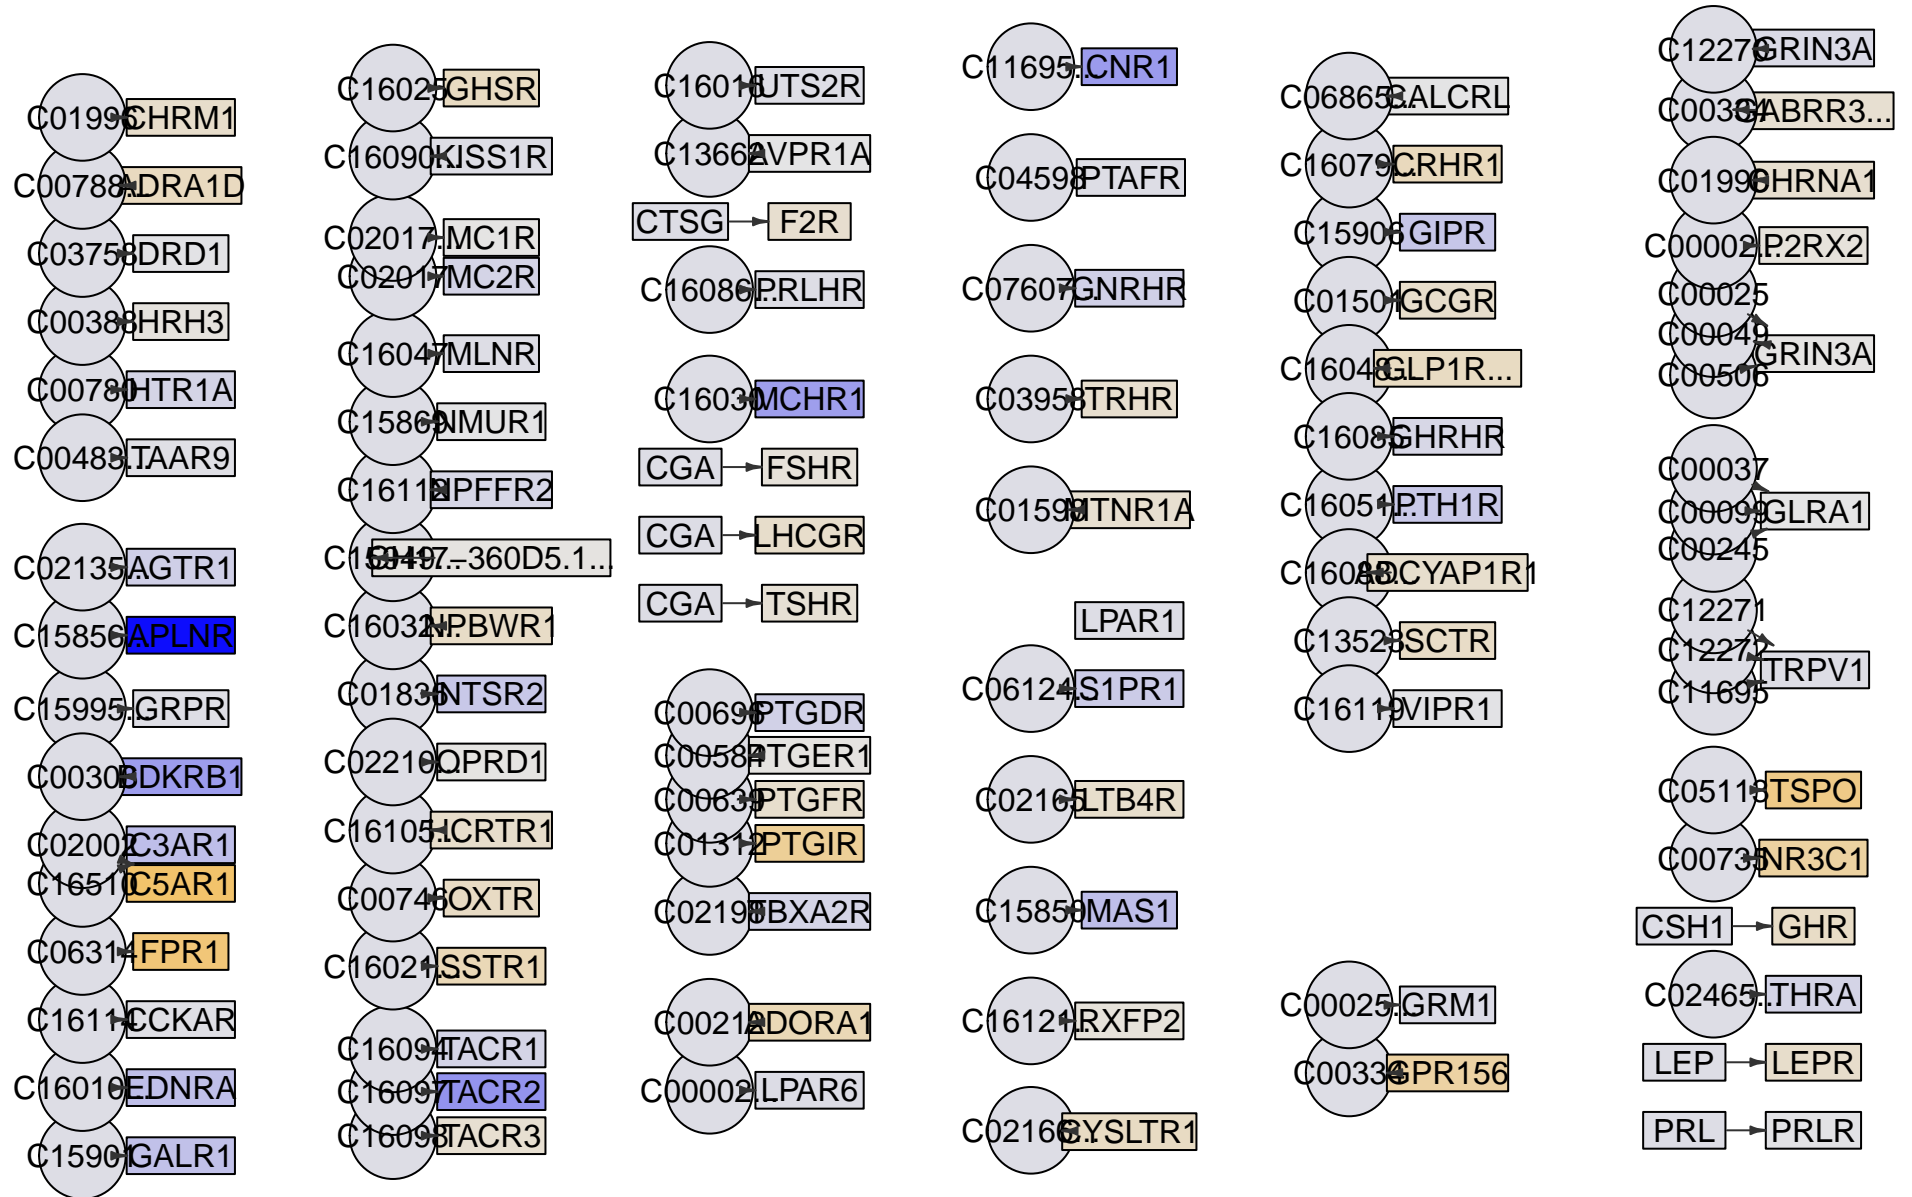 C01996 CHRM1
C00788... ADRA1D
C03758 DRD1
C00388 HRH3
C00780 HTR1A
C00483... TAAR9
C02135... AGTR1
C15856... APLNR
C15995... GRPR
C00306 BDKRB1
C02002 C3AR1
C16510 C5AR1
C06314 FPR1
C16114 CCKAR
C16010... EDNRA
C15901 GALR1
C16025 GHSR
C16090... KISS1R
C02017... MC1R
C02017 MC2R
C16047 MLNR
C15869 NMUR1
C16118 NPFFR2
-360D5.1...
C16032... NPBWR1
C01836 NTSR2
C02210... OPRD1
C16105... HCRTR1
C00746 OXTR
C16021... SSTR1
C16094 TACR1
C16097 TACR2
C16098 TACR3
C16016 UTS2R
C13662 AVPR1A
CTSG F2R
C16086... PRLHR
C16030 MCHR1
CGA FSHR
CGA LHCGR
CGA TSHR
C00696 PTGDR
C00584 PTGER1
C00639 PTGFR
C01312 PTGIR
C02198 TBXA2R
C00212 ADORA1
C00002... LPAR6
C11695... CNR1
C04598 PTAFR
C07607... GNRHR
C03958 TRHR
C01598 MTNR1A
LPAR1
C06124... S1PR1
C02165 LTB4R
C15850 MAS1
C16121... RXFP2
C02166... CYSLTR1
C06865... CALCRL
C16079... CRHR1
C15906 GIPR
C01501 GCGR
C16048... GLP1R...
C16085 GHRHR
C16051... PTH1R
C16088... ADCYAP1R1
C13523 SCTR
C16119 VIPR1
C00025... GRM1
C00334 GPR156
C12270 GRIN3A
C00334 GABRR3...
C01996 CHRNA1
C00002... P2RX2
C00025
C00049
GRIN3A
C00506
C00037
C00099 GLRA1
C00245
C12271
C12272
TRPV1
C11695
C05113 TSPO
C00735 NR3C1
CSH1 GHR
C02465... THRA
LEP LEPR
PRL PRLR